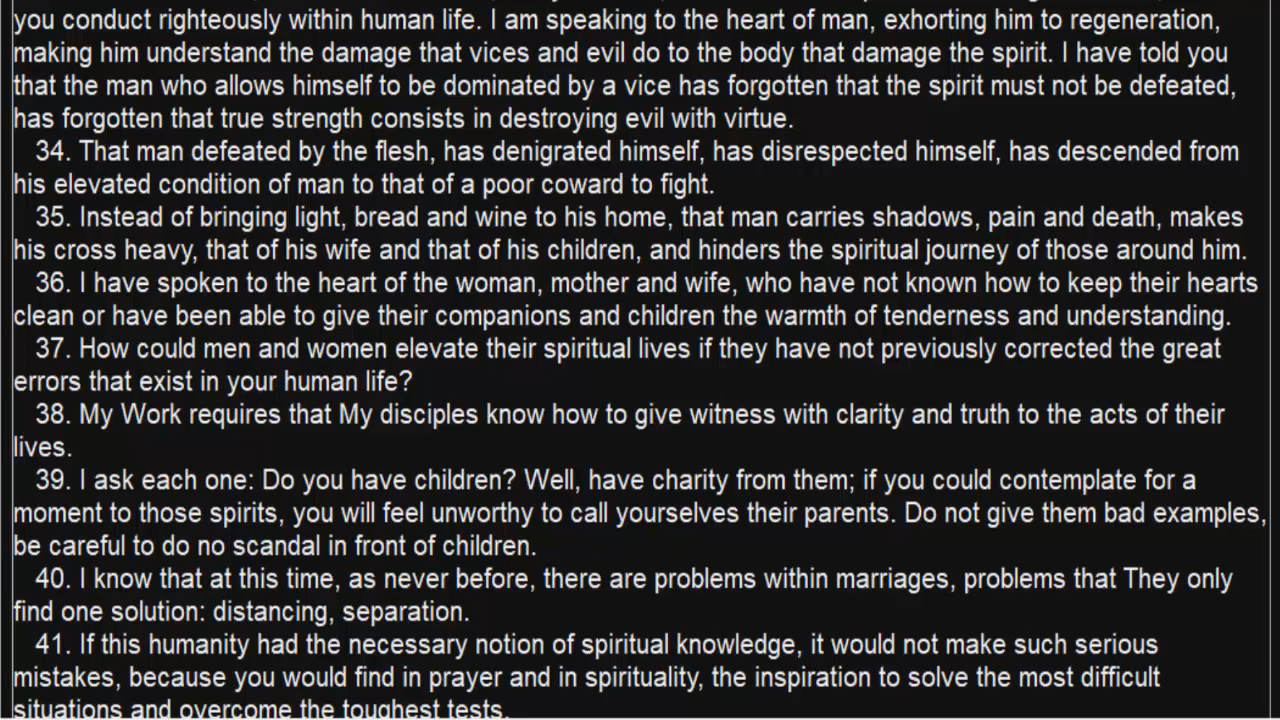 you conduct righteously within human life. I am speaking to the heart of man, exhorting him to regeneration,
making him understand the damage that vices and evil do to the body that damage the spirit. I have told you
that the man who allows himself to be dominated by a vice has forgotten that the spirit must not be defeated,
has forgotten that true strength consists in destroying evil with virtue.
34. That man defeated by the flesh, has denigrated himself, has disrespected himself, has descended from
his elevated condition of man to that of a poor coward to fight.
35. Instead of bringing light, bread and wine to his home, that man carries shadows, pain and death, makes
his cross heavy, that of his wife and that of his children, and hinders the spiritual journey of those around him.
36. I have spoken to the heart of the woman, mother and wife, who have not known how to keep their hearts
clean or have been able to give their companions and children the warmth of tenderness and understanding.
37. How could men and women elevate their spiritual lives if they have not previously corrected the great
errors that exist in your human life?
38. My Work requires that My disciples know how to give witness with clarity and truth to the acts of their
lives.
39. I ask each one: Do you have children? Well, have charity from them; if you could contemplate for a
moment to those spirits, you will feel unworthy to call yourselves their parents. Do not give them bad examples,
be careful to do no scandal in front of children.
40. I know that at this time, as never before, there are problems within marriages, problems that They only
find one solution: distancing, separation.
41. If this humanity had the necessary notion of spiritual knowledge, it would not make such serious
mistakes, because you would find in prayer and in spirituality, the inspiration to solve the most difficult
situations and overcome the toughest tests.